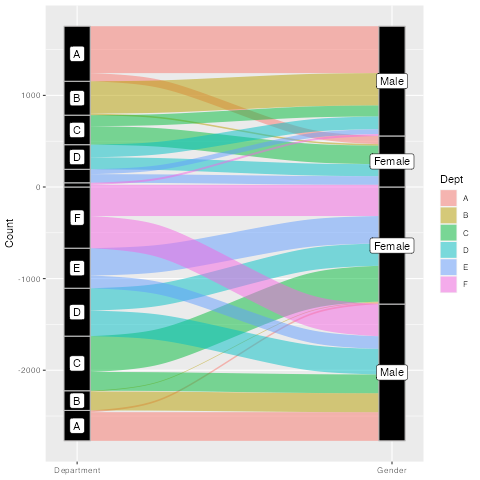 A
B
C
D
F
E
D
C
B
A
Male
Female
Female
Male
1000
0
-1000
-2000
Count
Department
Gender
Dept
A
B
C
D
E
F